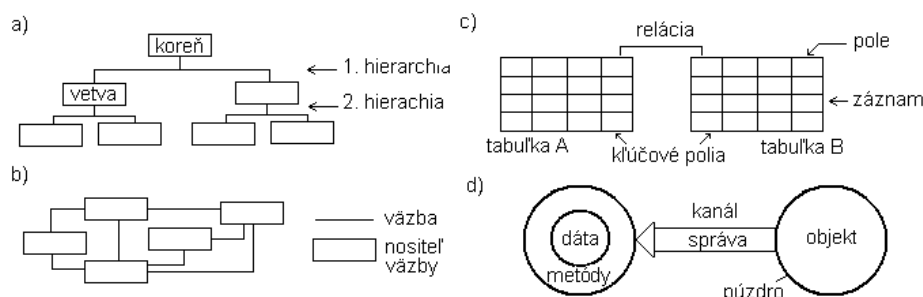 a)
koreň
1. hierarchia
vetva
2. hierachia
b)
väzba
nositeľ
väzby
c)
relácia
pole
záznam
tabuľka A
kľúčové polia
tabuľka B
d)
kanál
dáta
správa
objekt
metódy
púzdro